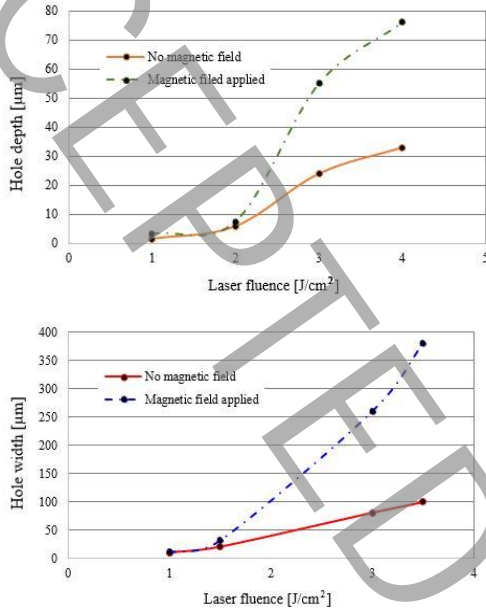 80
70
60
50
40
30
20
10
0
No magnetic field
Magnetic filed applied
Hole depth [μm]
0 1 2 3 4 5
Laser fluence [J/cm²]
400
350
300
250
200
150
100
50
0
No magnetic field
Magnetic field applied
Hole width [μm]
0 1 2 3 4
Laser fluence [J/cm²]
CEPTED